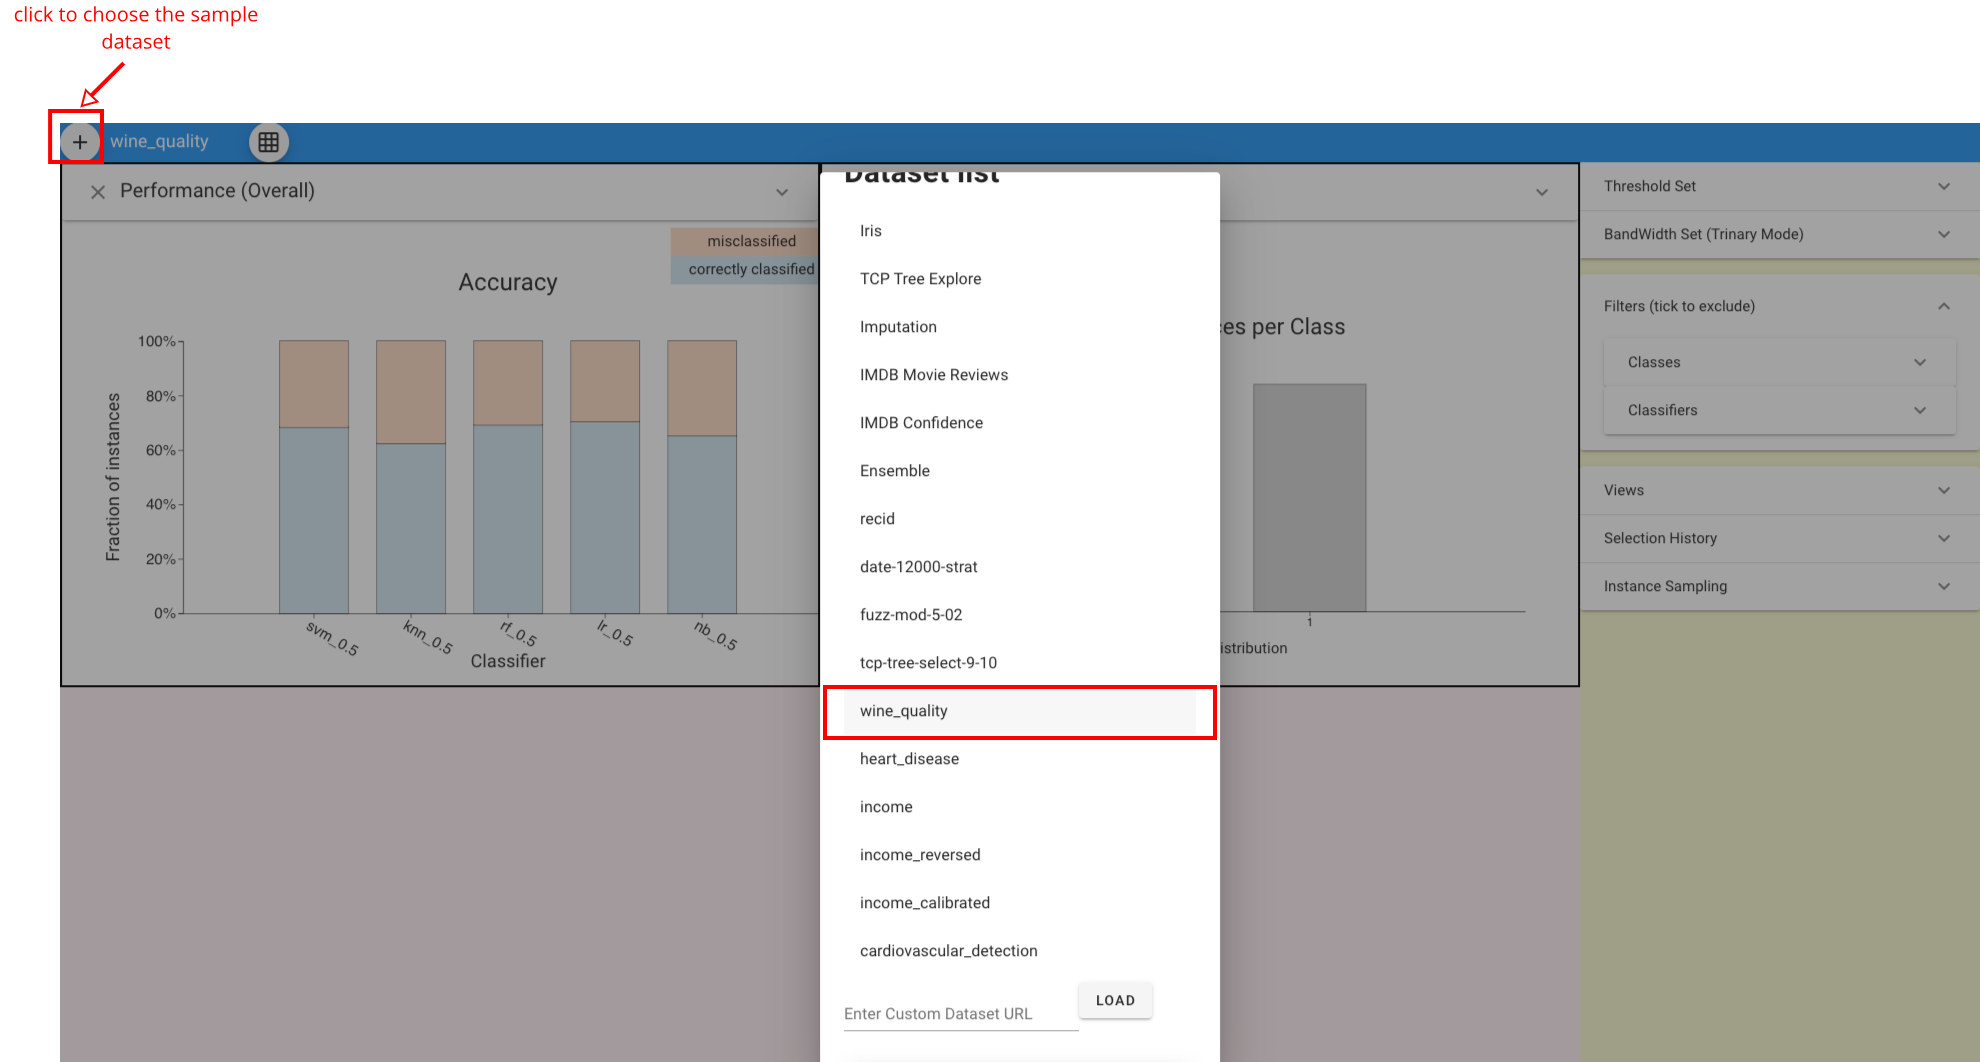 click to choose the sample
dataset
wine_quality
Performance (Overall)
misclassified
correctly classified
Accuracy
100%
80%
60%
40%
20%
0%
Fraction of instances
svm_0.5
knn_0.5
rf_0.5
lr_0.5
nb_0.5
Classifier
Dataset list
Iris
TCP Tree Explore
Imputation
IMDB Movie Reviews
IMDB Confidence
Ensemble
recid
date-12000-strat
fuzz-mod-5-02
tcp-tree-select-9-10
wine_quality
heart_disease
income
income_reversed
income_calibrated
cardiovascular_detection
Enter Custom Dataset URL
LOAD
per Class
1
Threshold Set
BandWidth Set (Trinary Mode)
Filters (tick to exclude)
Classes
Classifiers
Views
Selection History
Instance Sampling